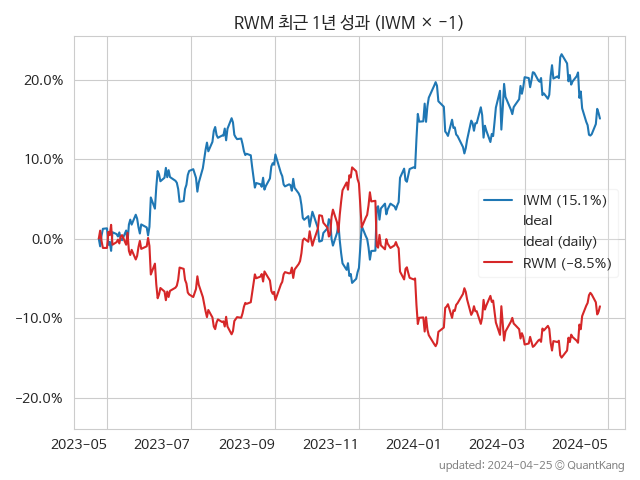 RWM 최근 1년 성과 (IWM × −1)
20.0%
10.0%
0.0%
−10.0%
−20.0%
IWM (15.1%)
Ideal
Ideal (daily)
RWM (−8.5%)
2023-05 2023-07 2023-09 2023-11 2024-01 2024-03 2024-05
updated: 2024-04-25 © QuantKang